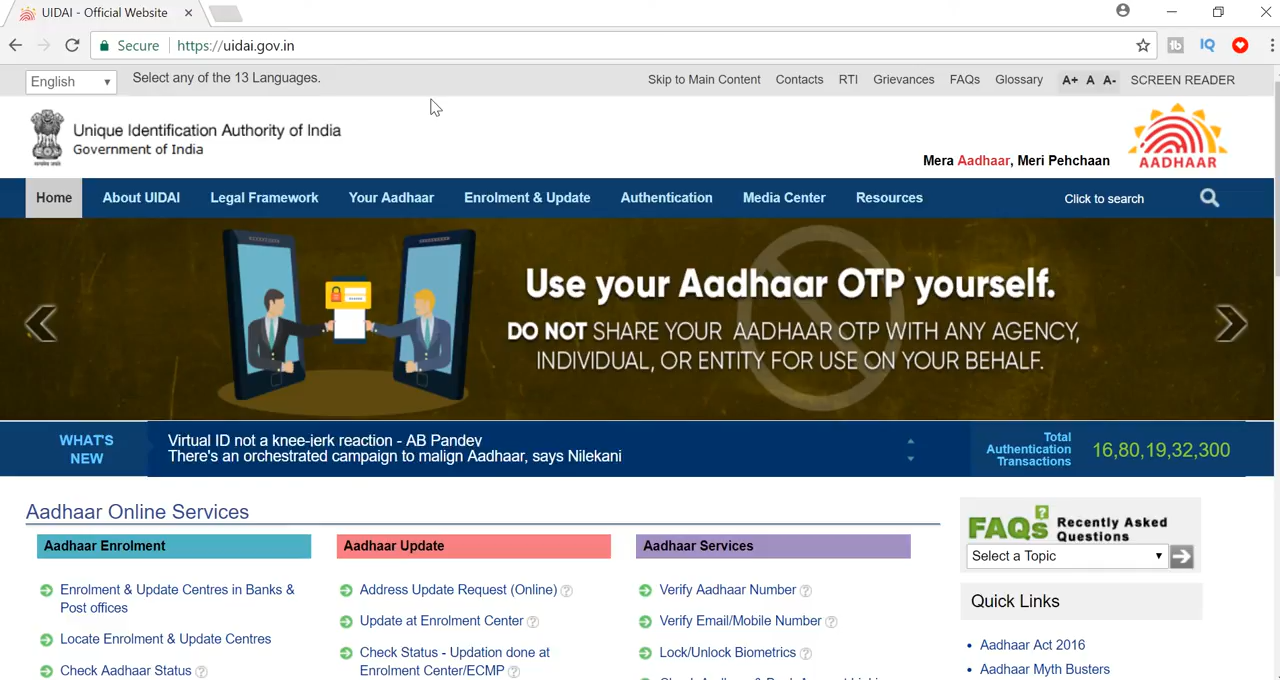 UIDAI - Official Website
Secure https://uidai.gov.in
English Select any of the 13 Languages. Skip to Main Content Contacts RTI Grievances FAQs Glossary A+ A A- SCREEN READER
Unique Identification Authority of India
Government of India
Mera Aadhaar, Meri Pehchaan
AADHAAR
Home About UIDAI Legal Framework Your Aadhaar Enrolment & Update Authentication Media Center Resources Click to search
Use your Aadhaar OTP yourself.
DO NOT SHARE YOUR AADHAAR OTP WITH ANY AGENCY,
INDIVIDUAL, OR ENTITY FOR USE ON YOUR BEHALF.
WHAT'S
NEW
Virtual ID not a knee-jerk reaction - AB Pandey
There's an orchestrated campaign to malign Aadhaar, says Nilekani
Total
Authentication
Transactions
16,80,19,32,300
Aadhaar Online Services
Aadhaar Enrolment
Enrolment & Update Centres in Banks &
Post offices
Locate Enrolment & Update Centres
Check Aadhaar Status
Aadhaar Update
Address Update Request (Online)
Update at Enrolment Center
Check Status - Updation done at
Enrolment Center/ECMP
Aadhaar Services
Verify Aadhaar Number
Verify Email/Mobile Number
Lock/Unlock Biometrics
FAQs Recently Asked
Questions
Select a Topic
Quick Links
Aadhaar Act 2016
Aadhaar Myth Busters